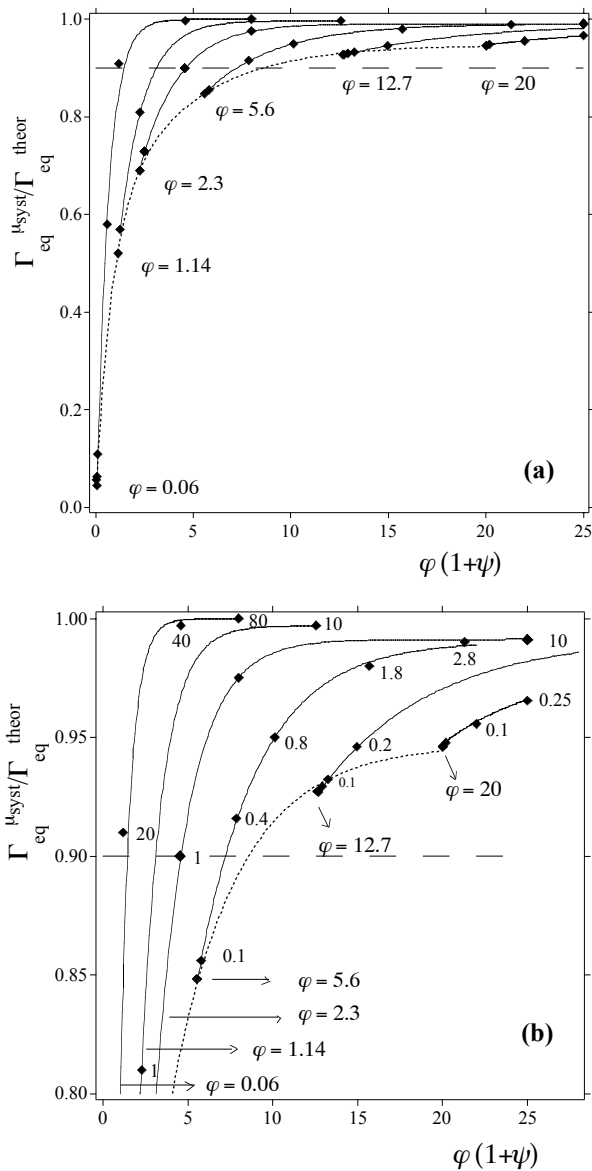 1.0
0.8
0.6
0.4
0.2
0.0
Γ eq μsyst/Γ eq theor
φ = 12.7
φ = 20
φ = 5.6
φ = 2.3
φ = 1.14
(a)
φ = 0.06
0 5 10 15 20 25
φ (1+ψ)
1.00
0.95
0.90
0.85
0.80
Γ eq μsyst/Γ eq theor
80
10
40
2.8
10
1.8
0.25
0.8
0.2
0.1
0.1
φ = 20
20
0.4
φ = 12.7
1
0.1
φ = 5.6
φ = 2.3
(b)
φ = 1.14
1
φ = 0.06
0 5 10 15 20 25
φ (1+ψ)